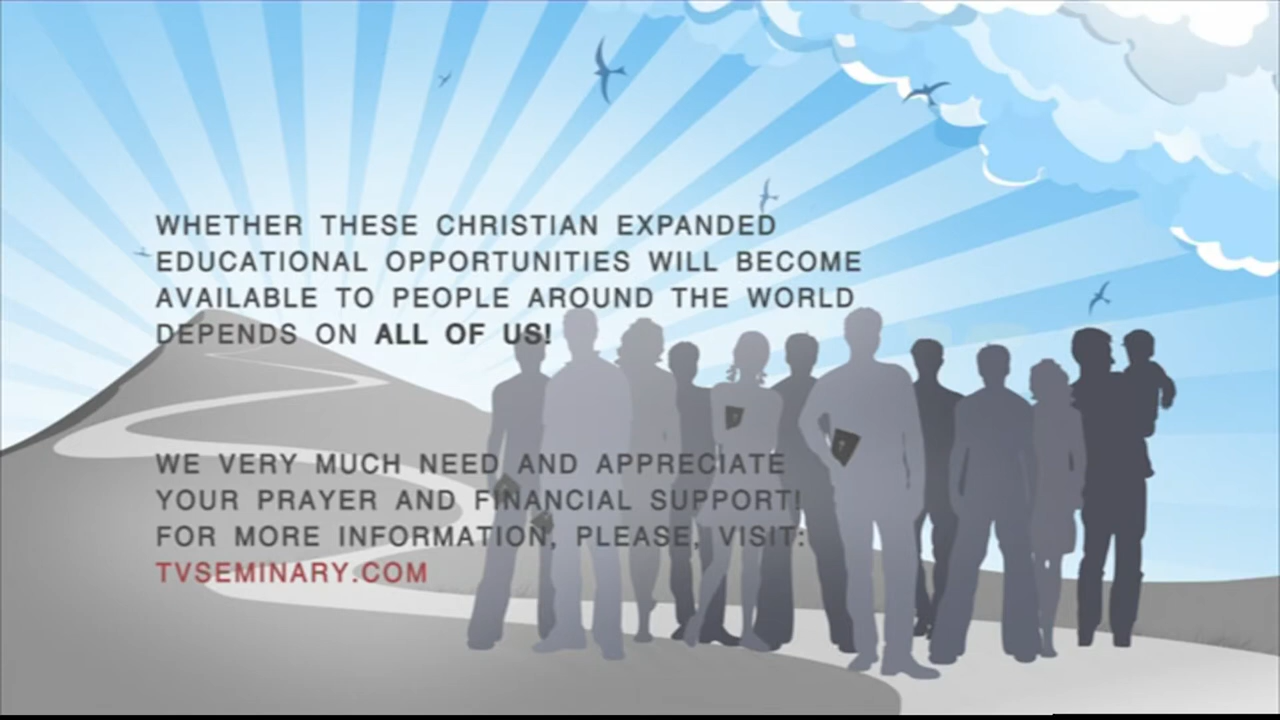 WHETHER THESE CHRISTIAN EXPANDED
EDUCATIONAL OPPORTUNITIES WILL BECOME
AVAILABLE TO PEOPLE AROUND THE WORLD
DEPENDS ON ALL OF US!
WE VERY MUCH NEED AND APPRECIATE
YOUR PRAYER AND FINANCIAL SUPPORT!
FOR MORE INFORMATION, PLEASE, VISIT:
TVSEMINARY.COM